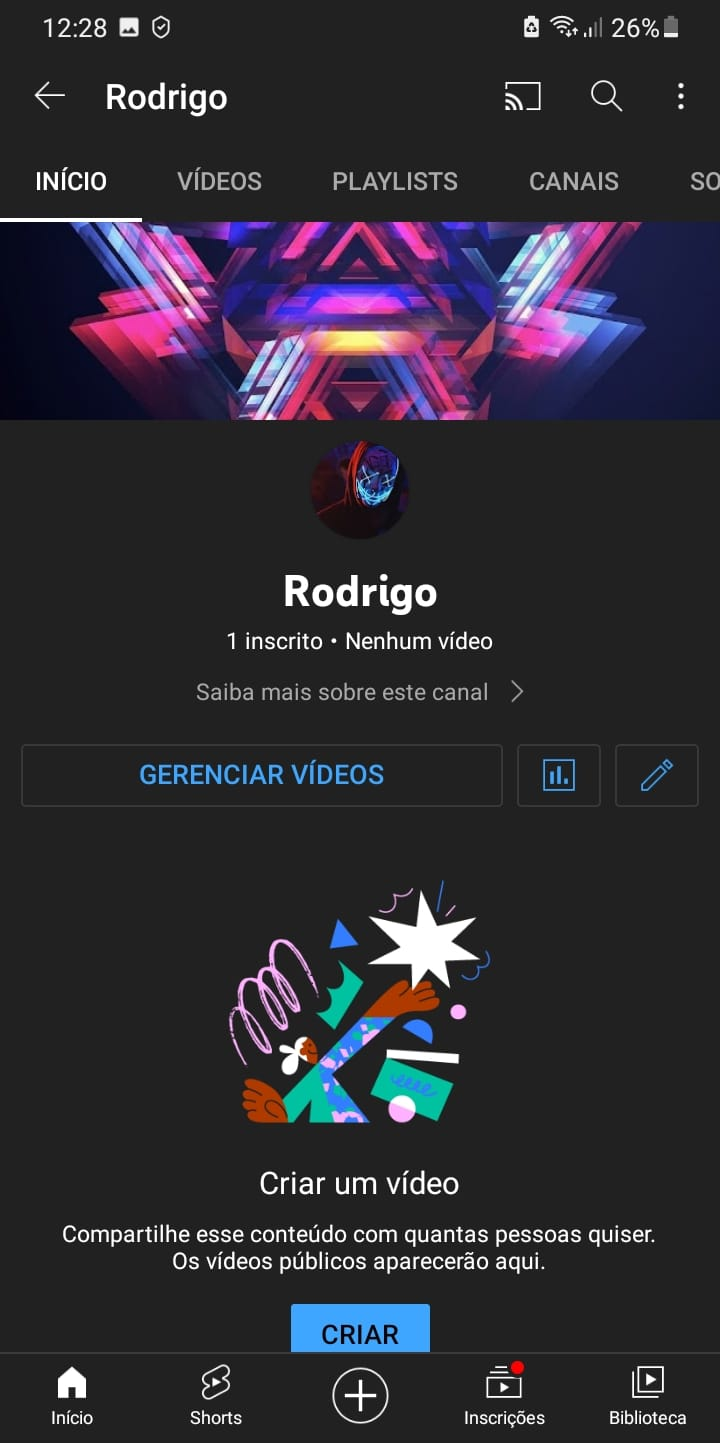 12:28 26%
Rodrigo
INÍCIO VÍDEOS PLAYLISTS CANAIS SO
Rodrigo
1 inscrito • Nenhum vídeo
Saiba mais sobre este canal
GERENCIAR VÍDEOS
Criar um vídeo
Compartilhe esse conteúdo com quantas pessoas quiser.
Os vídeos públicos aparecerão aqui.
CRIAR
Início Shorts Inscrições Biblioteca